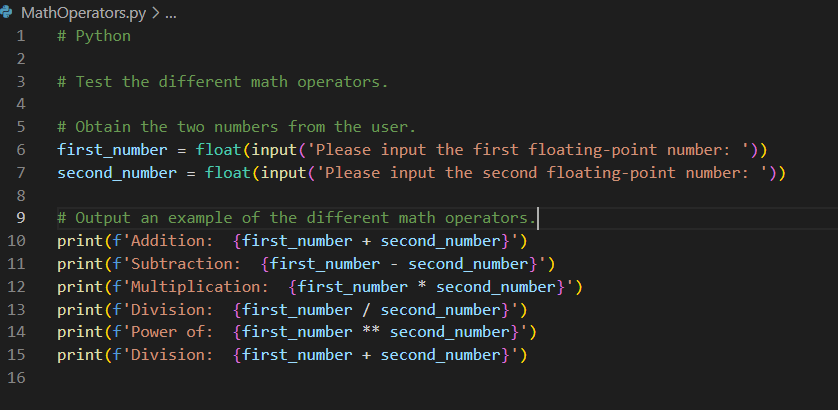 MathOperators.py > ...
1 # Python
2
3 # Test the different math operators.
4
5 # Obtain the two numbers from the user.
6 first_number = float(input('Please input the first floating-point number: '))
7 second_number = float(input('Please input the second floating-point number: '))
8
9 # Output an example of the different math operators.
10 print(f'Addition:  {first_number + second_number}')
11 print(f'Subtraction:  {first_number - second_number}')
12 print(f'Multiplication:  {first_number * second_number}')
13 print(f'Division:  {first_number / second_number}')
14 print(f'Power of:  {first_number ** second_number}')
15 print(f'Division:  {first_number + second_number}')
16